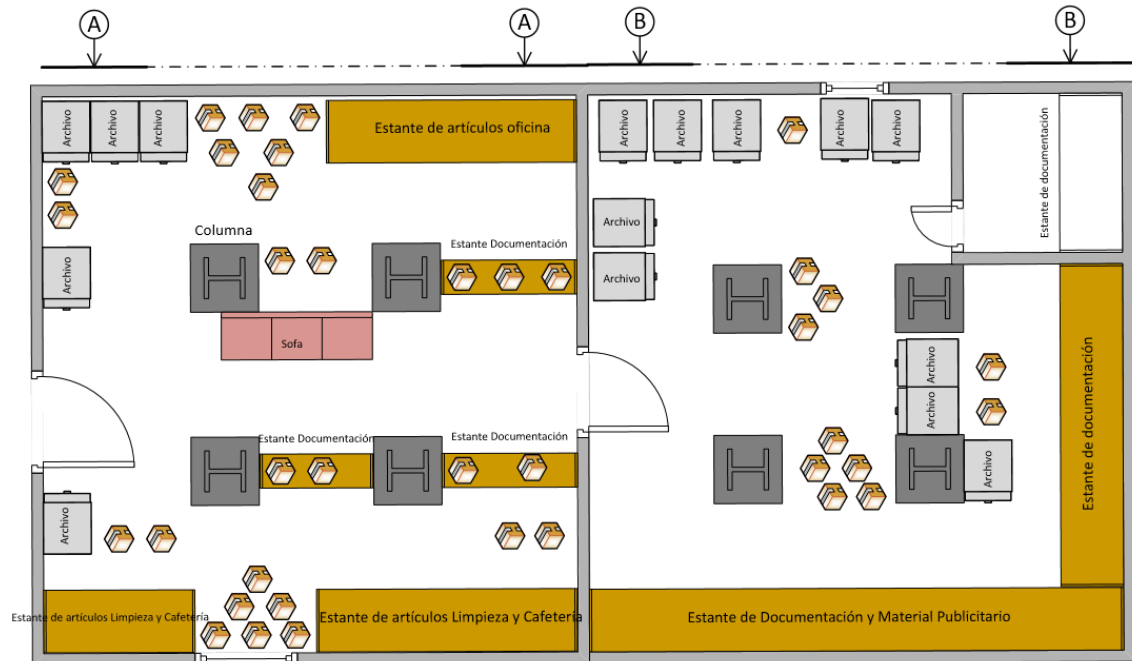 A
A
B
B
Archivo
Archivo
Archivo
Estante de artículos oficina
Archivo
Archivo
Archivo
Archivo
Archivo
Estante de documentación
Archivo
Columna
Estante Documentación
Archivo
Archivo
Sofa
Archivo
Archivo
Estante de documentación
Estante Documentación
Estante Documentación
Archivo
Archivo
Estante de artículos Limpieza y Cafetería
Estante de artículos Limpieza y Cafetería
Estante de Documentación y Material Publicitario